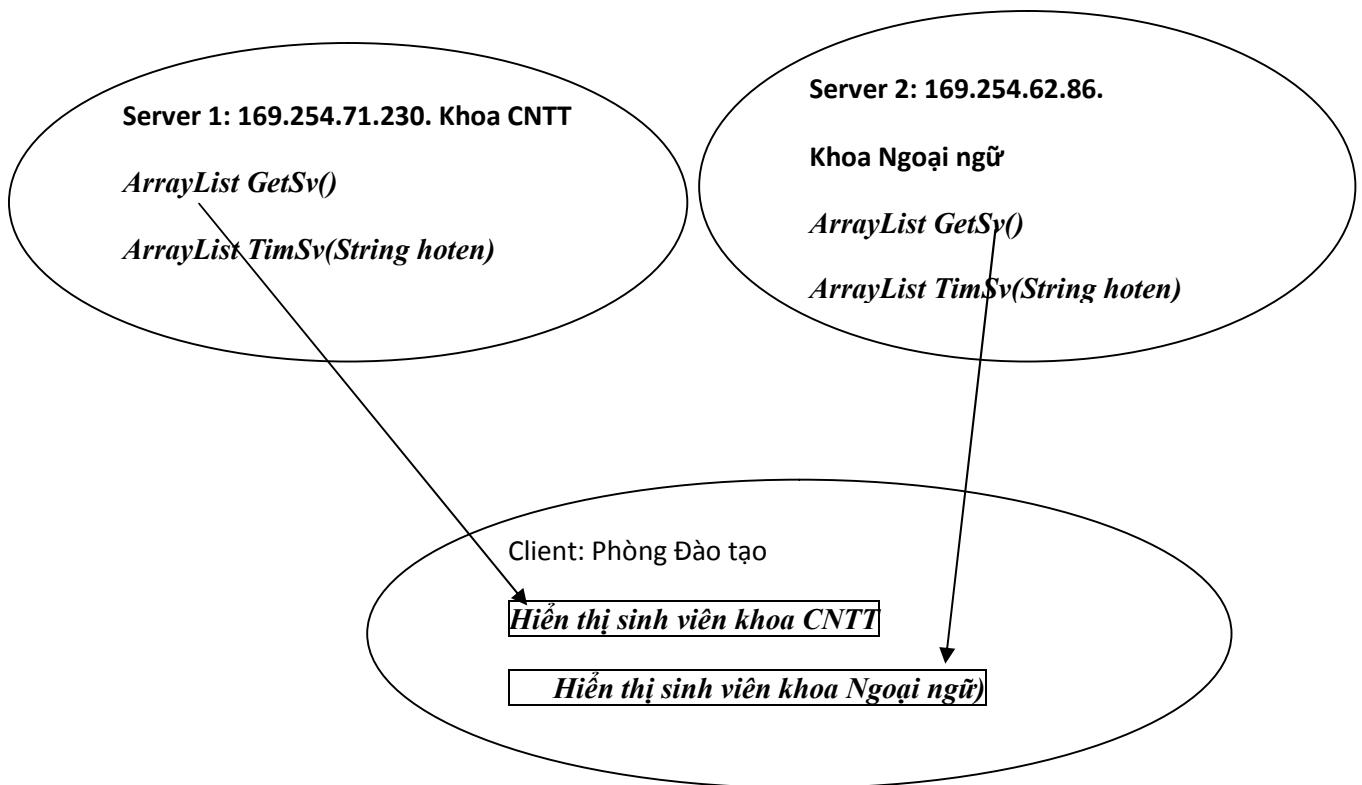 Server 1: 169.254.71.230. Khoa CNTT
ArrayList GetSv()
ArrayList TimSv(String hoten)
Server 2: 169.254.62.86.
Khoa Ngoại ngữ
ArrayList GetSv()
ArrayList TimSv(String hoten)
Client: Phòng Đào tạo
Hiển thị sinh viên khoa CNTT
Hiển thị sinh viên khoa Ngoại ngữ)